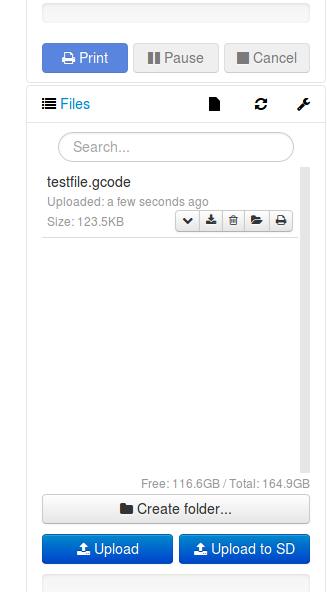 Print
Pause
Cancel
Files
Search...
testfile.gcode
Uploaded: a few seconds ago
Size: 123.5KB
Free: 116.6GB / Total: 164.9GB
Create folder...
Upload
Upload to SD